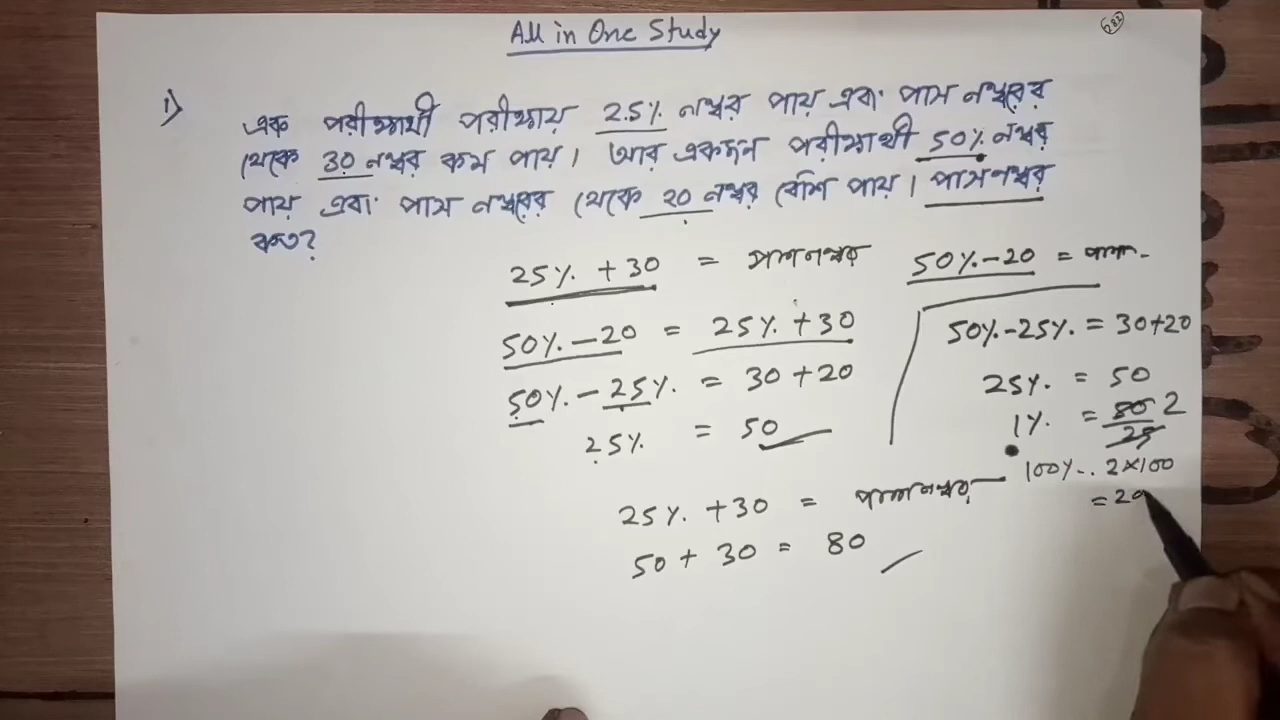 All in One Study
582
1) এক পরীক্ষার্থী পরীক্ষায় 25% নম্বর পায় এবং পাস নম্বরের
থেকে 30 নম্বর কম পায়। আর একজন পরীক্ষার্থী 50% নম্বর
পায় এবং পাস নম্বরের থেকে 20 নম্বর বেশি পায়। পাসনম্বর
কত?
25% + 30 = পাশনম্বর
50% - 20 = পাশ -
50% - 20 = 25% + 30
50% - 25% = 30 + 20
25% = 50
50% - 25% = 30 + 20
25% = 50
1% = 50/25 2
100% - . 2×100
= 20
25% + 30 = পাশনম্বর
50 + 30 = 80